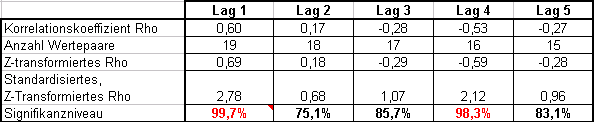 Lag 1 Lag 2 Lag 3 Lag 4 Lag 5
Korrelationskoeffizient Rho 0,60 0,17 -0,28 -0,53 -0,27
Anzahl Wertepaare 19 18 17 16 15
Z-transformiertes Rho 0,69 0,18 -0,29 -0,59 -0,28
Standardisiertes,
Z-Transformiertes Rho 2,78 0,68 1,07 2,12 0,96
Signifikanzniveau 99,7% 75,1% 85,7% 98,3% 83,1%